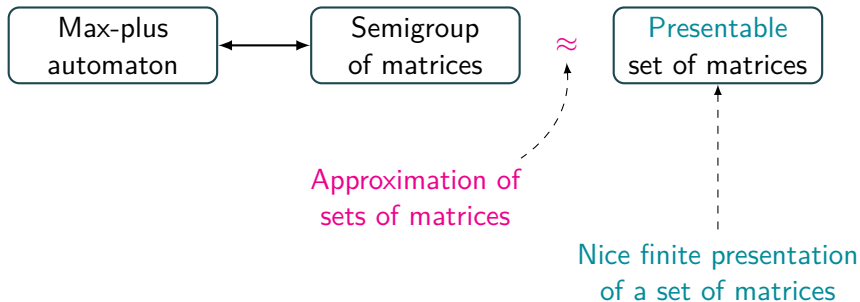 Max-plus
automaton
Semigroup
of matrices
≈
Presentable
set of matrices
Approximation of
sets of matrices
Nice finite presentation
of a set of matrices